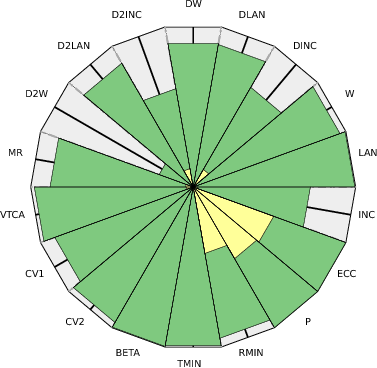 DW
DLAN
DINC
W
LAN
INC
ECC
P
RMIN
TMIN
BETA
CV2
CV1
VTCA
MR
D2W
D2LAN
D2INC